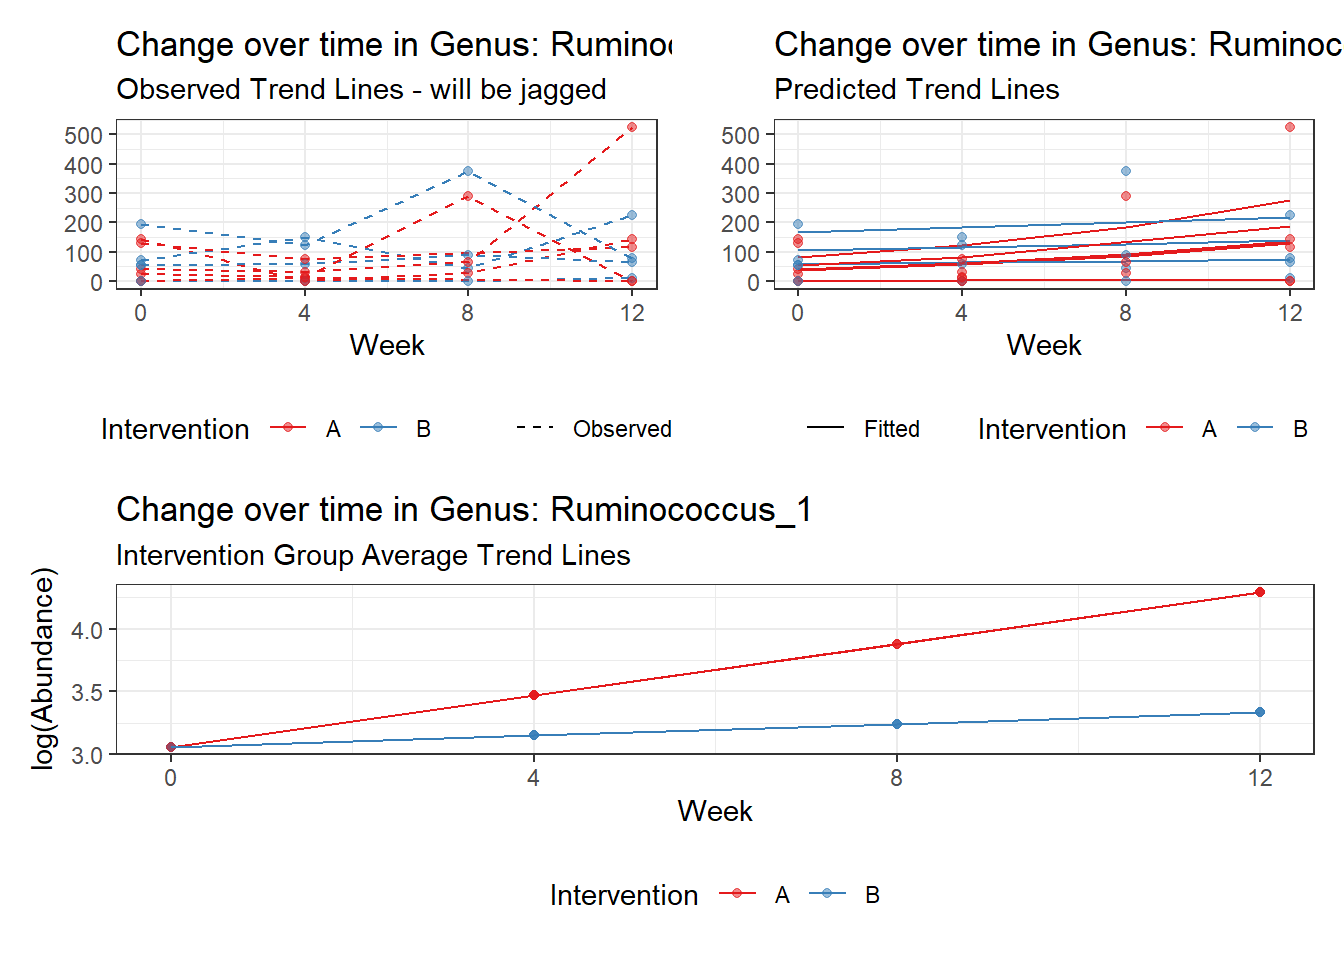 Change over time in Genus: Ruminoc
Observed Trend Lines - will be jagged
500
400
300
200
100
0
0 4 8 12
Week
Intervention A B Observed
Change over time in Genus: Ruminoc
Predicted Trend Lines
500
400
300
200
100
0
0 4 8 12
Week
Fitted Intervention A B
Change over time in Genus: Ruminococcus_1
Intervention Group Average Trend Lines
log(Abundance)
4.0
3.5
3.0
0 4 8 12
Week
Intervention A B